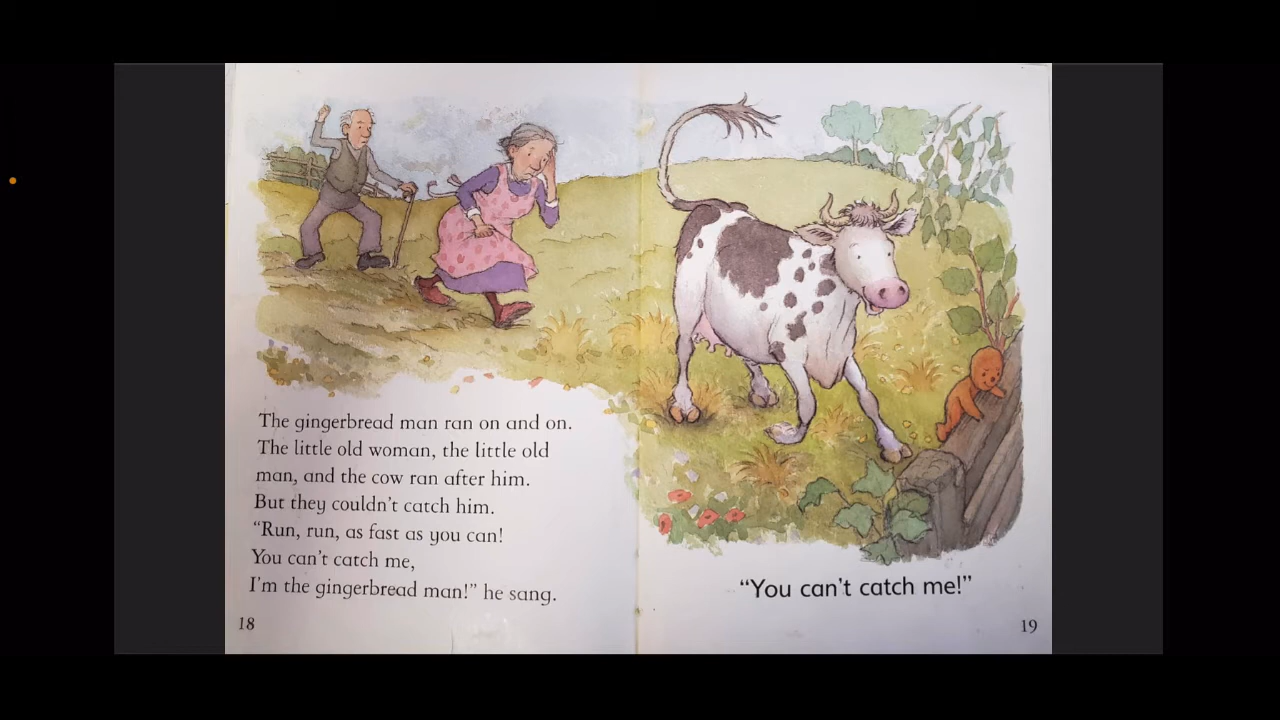 The gingerbread man ran on and on.
The little old woman, the little old
man, and the cow ran after him.
But they couldn't catch him.
“Run, run, as fast as you can!
You can't catch me,
I'm the gingerbread man!” he sang.
18
“You can't catch me!”
19